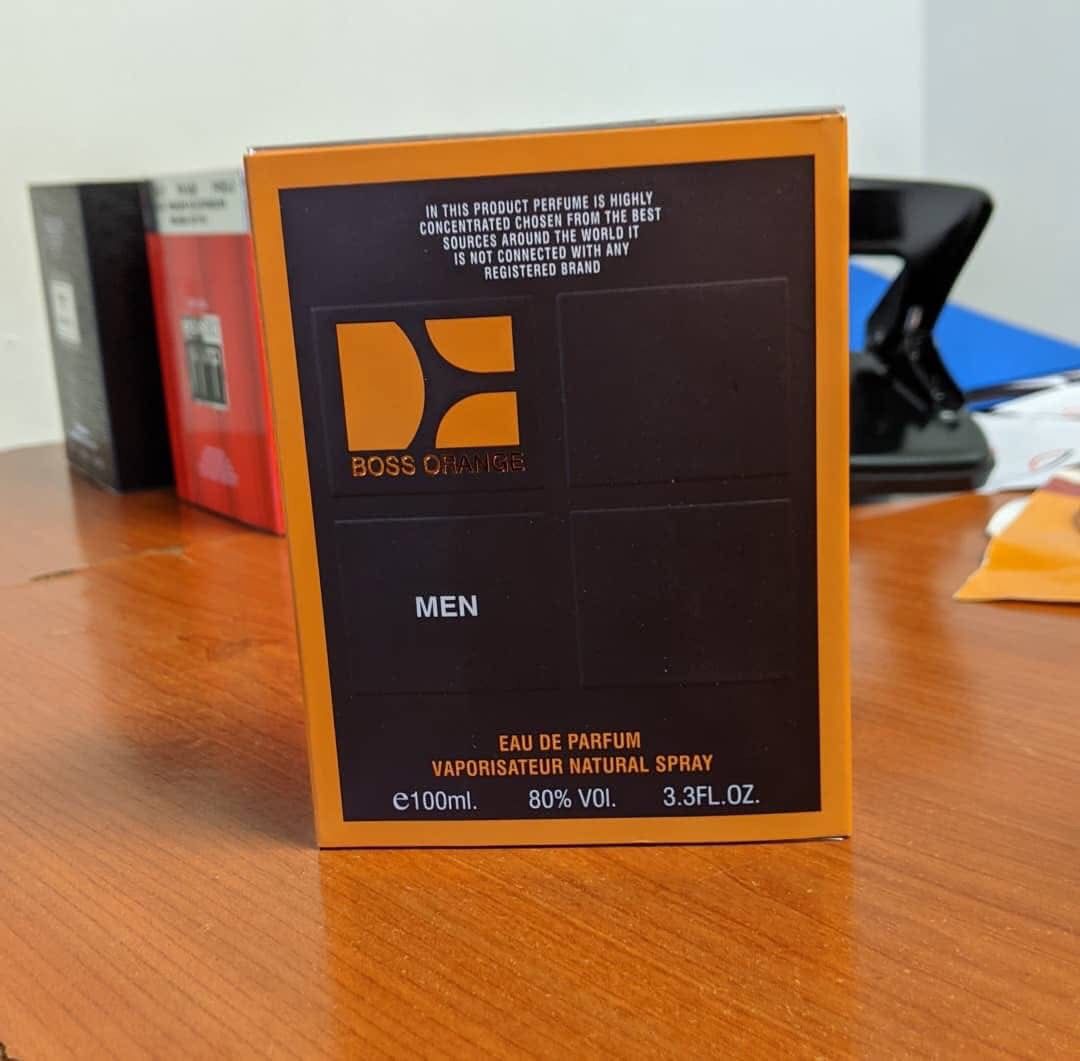 IN THIS PRODUCT PERFUME IS HIGHLY
CONCENTRATED CHOSEN FROM THE BEST
SOURCES AROUND THE WORLD IT
IS NOT CONNECTED WITH ANY
REGISTERED BRAND
BOSS ORANGE
MEN
EAU DE PARFUM
VAPORISATEUR NATURAL SPRAY
e100ml. 80% VOl. 3.3FL.OZ.